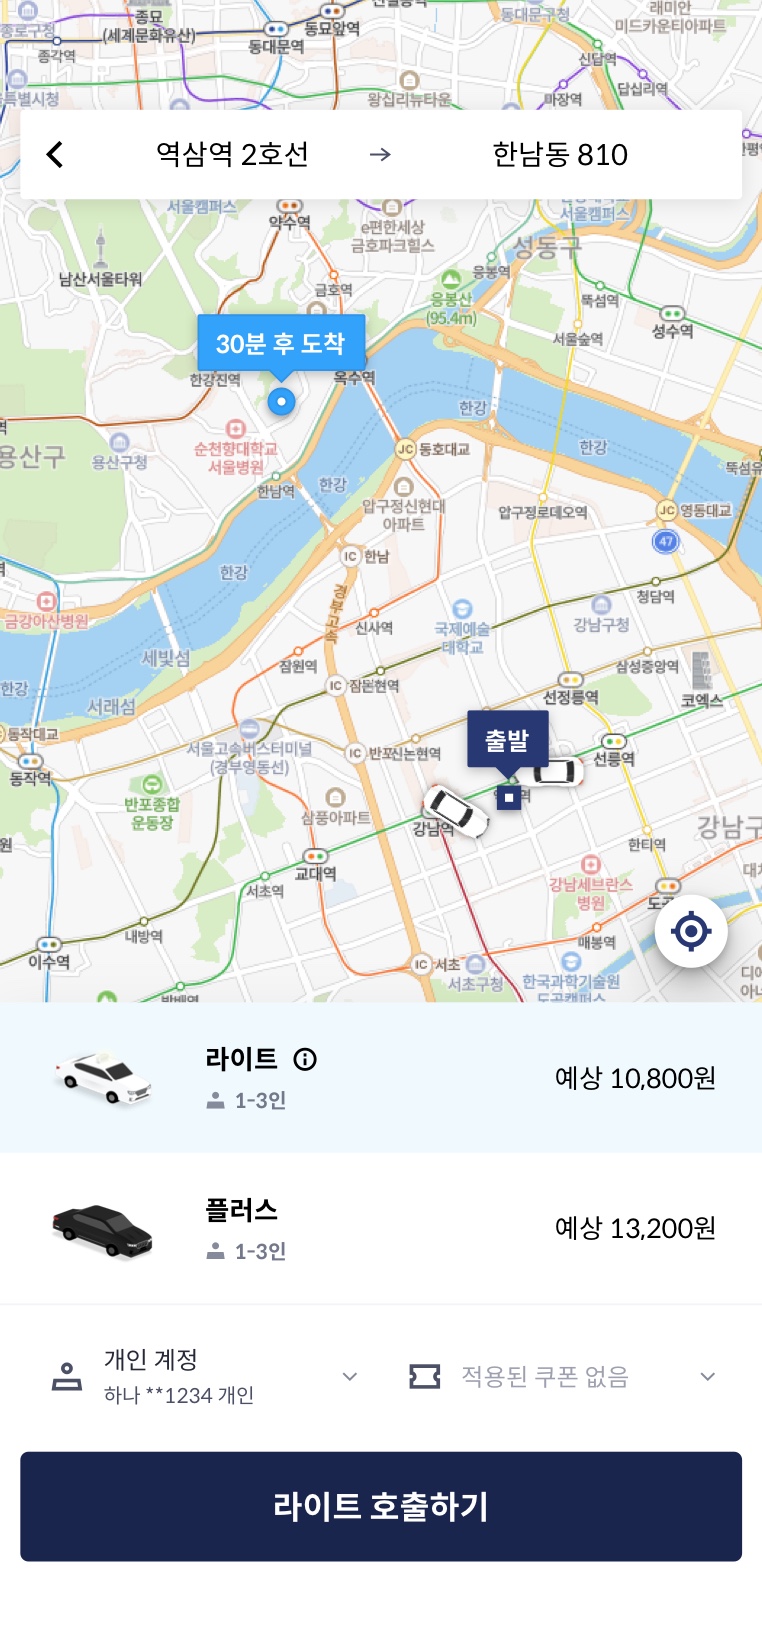 종묘
(세계문화유산)
종로구청
종각역
동묘앞역
동대문역
동대문구청
래미안
미드카운티아파트
신답역
답십리역
마장역
특별시청
왕십리뉴타운
역삼역 2호선
→
한남동 810
서울캠퍼스
약수역
e편한세상
금호파크힐스
서울캠퍼스
성동구
응봉역
남산서울타워
금호역
응봉산
(95.4m)
뚝섬역
성수역
서울숲역
30분 후 도착
한강진역
옥수역
한강
용산구
용산구청
순천향대학교
서울병원
JC
동호대교
한강
한남역
한강
압구정신현대
아파트
압구정로데오역
JC
영동대교
47
IC
한남
한강
청담역
금강아산병원
경부고속
신사역
국제예술
대학교
강남구청
세빛섬
잠원역
삼성중앙역
한강
IC
잠원현역
선정릉역
코엑스
서래섬
동작대교
서울고속버스터미널
(경부영동선)
IC
반포
신논현역
출발
선릉역
동작역
반포종합
운동장
삼풍아파트
강남역
강남구
한티역
교대역
서초역
강남세브란스
병원
내방역
매봉역
이수역
IC
서초
서초구청
한국과학기술원
도곡캠퍼스
방배역
라이트
1-3인
예상 10,800원
플러스
1-3인
예상 13,200원
개인 계정
하나 **1234 개인
적용된 쿠폰 없음
라이트 호출하기